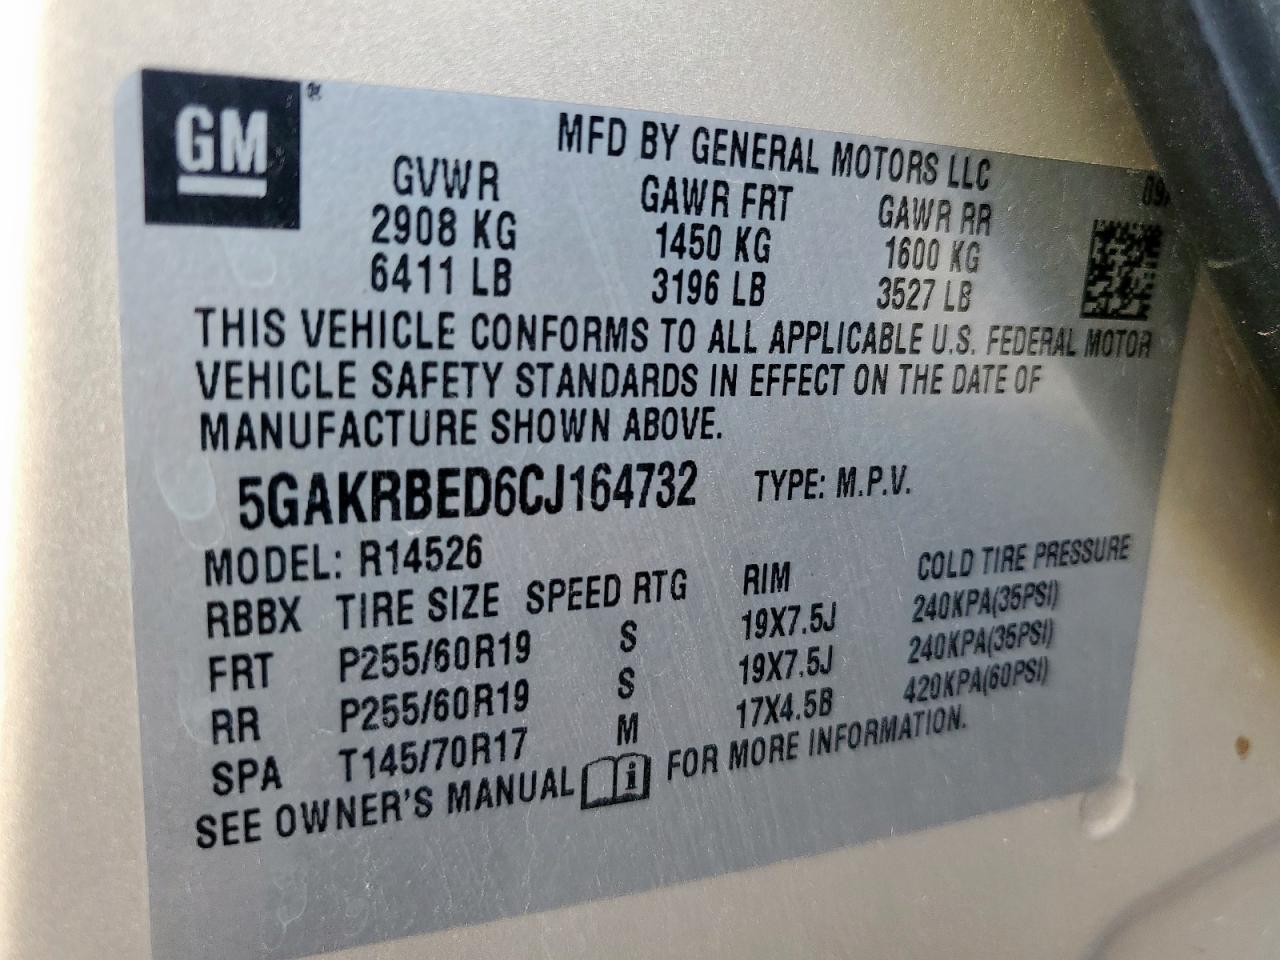 GM
MFD BY GENERAL MOTORS LLC
GVWR GAWR FRT GAWR RR
2908 KG 1450 KG 1600 KG
6411 LB 3196 LB 3527 LB
THIS VEHICLE CONFORMS TO ALL APPLICABLE U.S. FEDERAL MOTOR
VEHICLE SAFETY STANDARDS IN EFFECT ON THE DATE OF
MANUFACTURE SHOWN ABOVE.
5GAKRBED6CJ164732 TYPE: M.P.V.
MODEL: R14526
RBBX TIRE SIZE SPEED RTG RIM COLD TIRE PRESSURE
FRT P255/60R19 S 19X7.5J 240KPA(35PSI)
RR P255/60R19 S 19X7.5J 240KPA(35PSI)
SPA T145/70R17 M 17X4.5B 420KPA(60PSI)
SEE OWNER'S MANUAL FOR MORE INFORMATION.